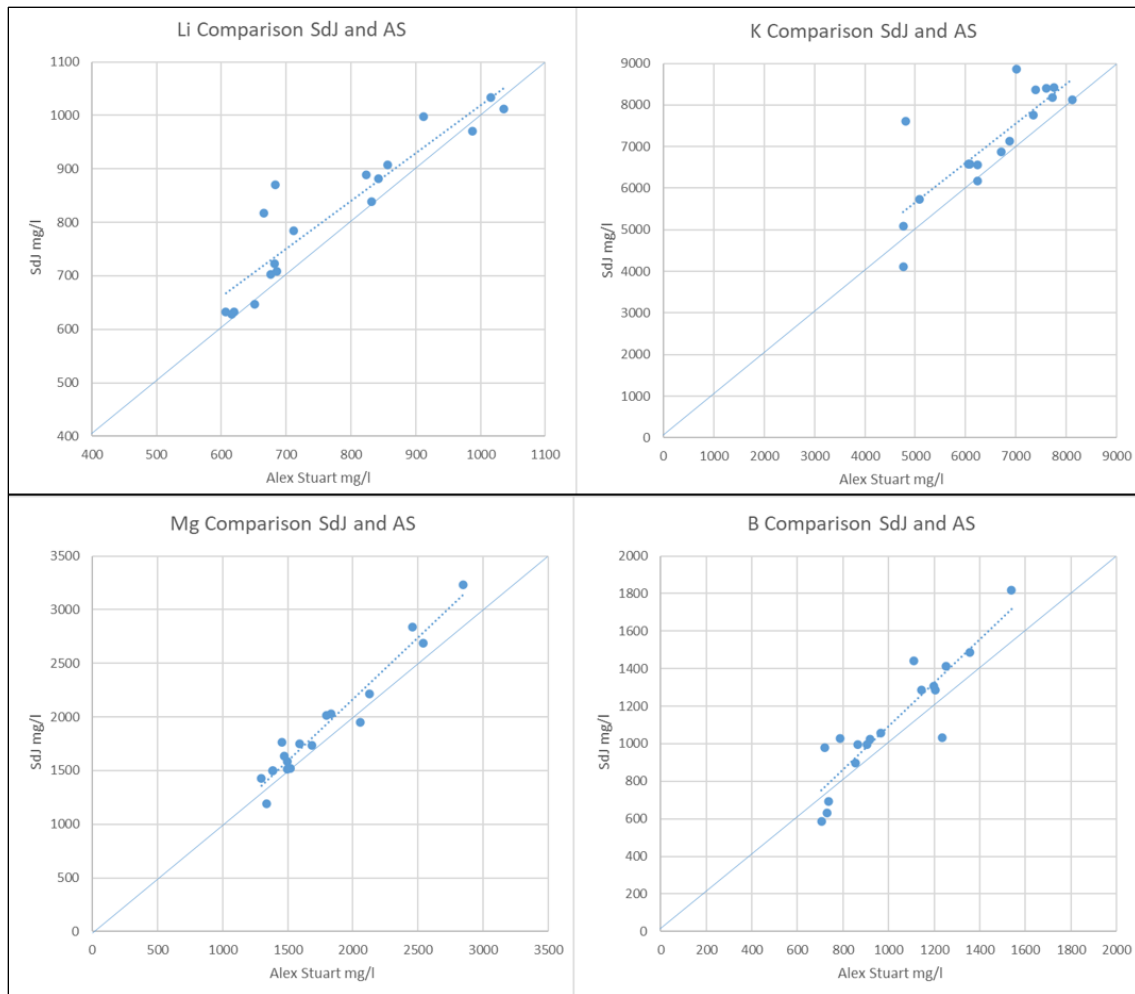 Li Comparison SdJ and AS
SdJ mg/l
1100
1000
900
800
700
600
500
400
400 500 600 700 800 900 1000 1100
Alex Stuart mg/l
K Comparison SdJ and AS
SdJ mg/l
9000
8000
7000
6000
5000
4000
3000
2000
1000
0
0 1000 2000 3000 4000 5000 6000 7000 8000 9000
Alex Stuart mg/l
Mg Comparison SdJ and AS
SdJ mg/l
3500
3000
2500
2000
1500
1000
500
0
0 500 1000 1500 2000 2500 3000 3500
Alex Stuart mg/l
B Comparison SdJ and AS
SdJ mg/l
2000
1800
1600
1400
1200
1000
800
600
400
200
0
0 200 400 600 800 1000 1200 1400 1600 1800 2000
Alex Stuart mg/l